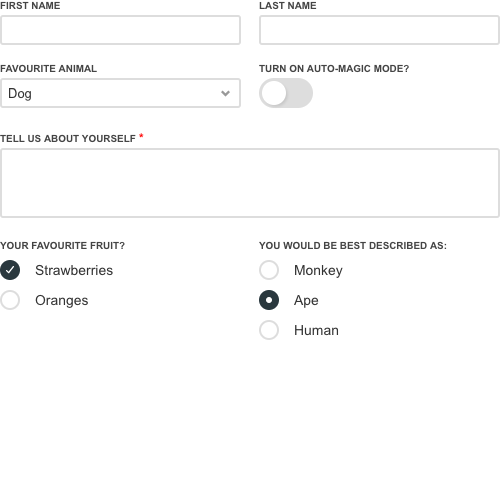 FIRST NAME
LAST NAME
FAVOURITE ANIMAL
TURN ON AUTO-MAGIC MODE?
Dog
TELL US ABOUT YOURSELF *
YOUR FAVOURITE FRUIT?
YOU WOULD BE BEST DESCRIBED AS:
Strawberries
Monkey
Oranges
Ape
Human